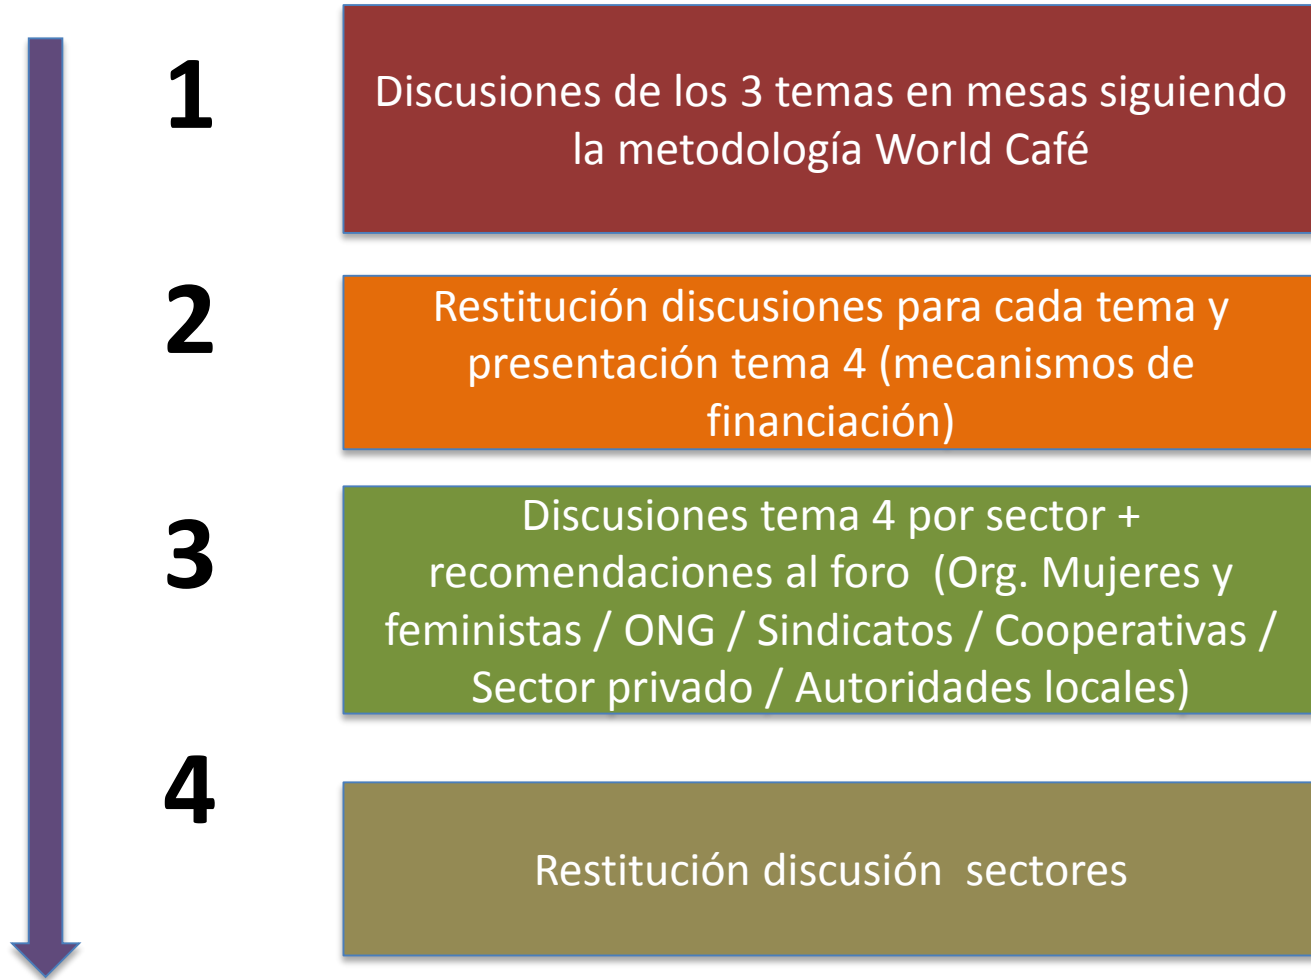 1
Discusiones de los 3 temas en mesas siguiendo
la metodología World Café
2
Restitución discusiones para cada tema y
presentación tema 4 (mecanismos de
financiación)
3
Discusiones tema 4 por sector +
recomendaciones al foro (Org. Mujeres y
feministas / ONG / Sindicatos / Cooperativas /
Sector privado / Autoridades locales)
4
Restitución discusión sectores